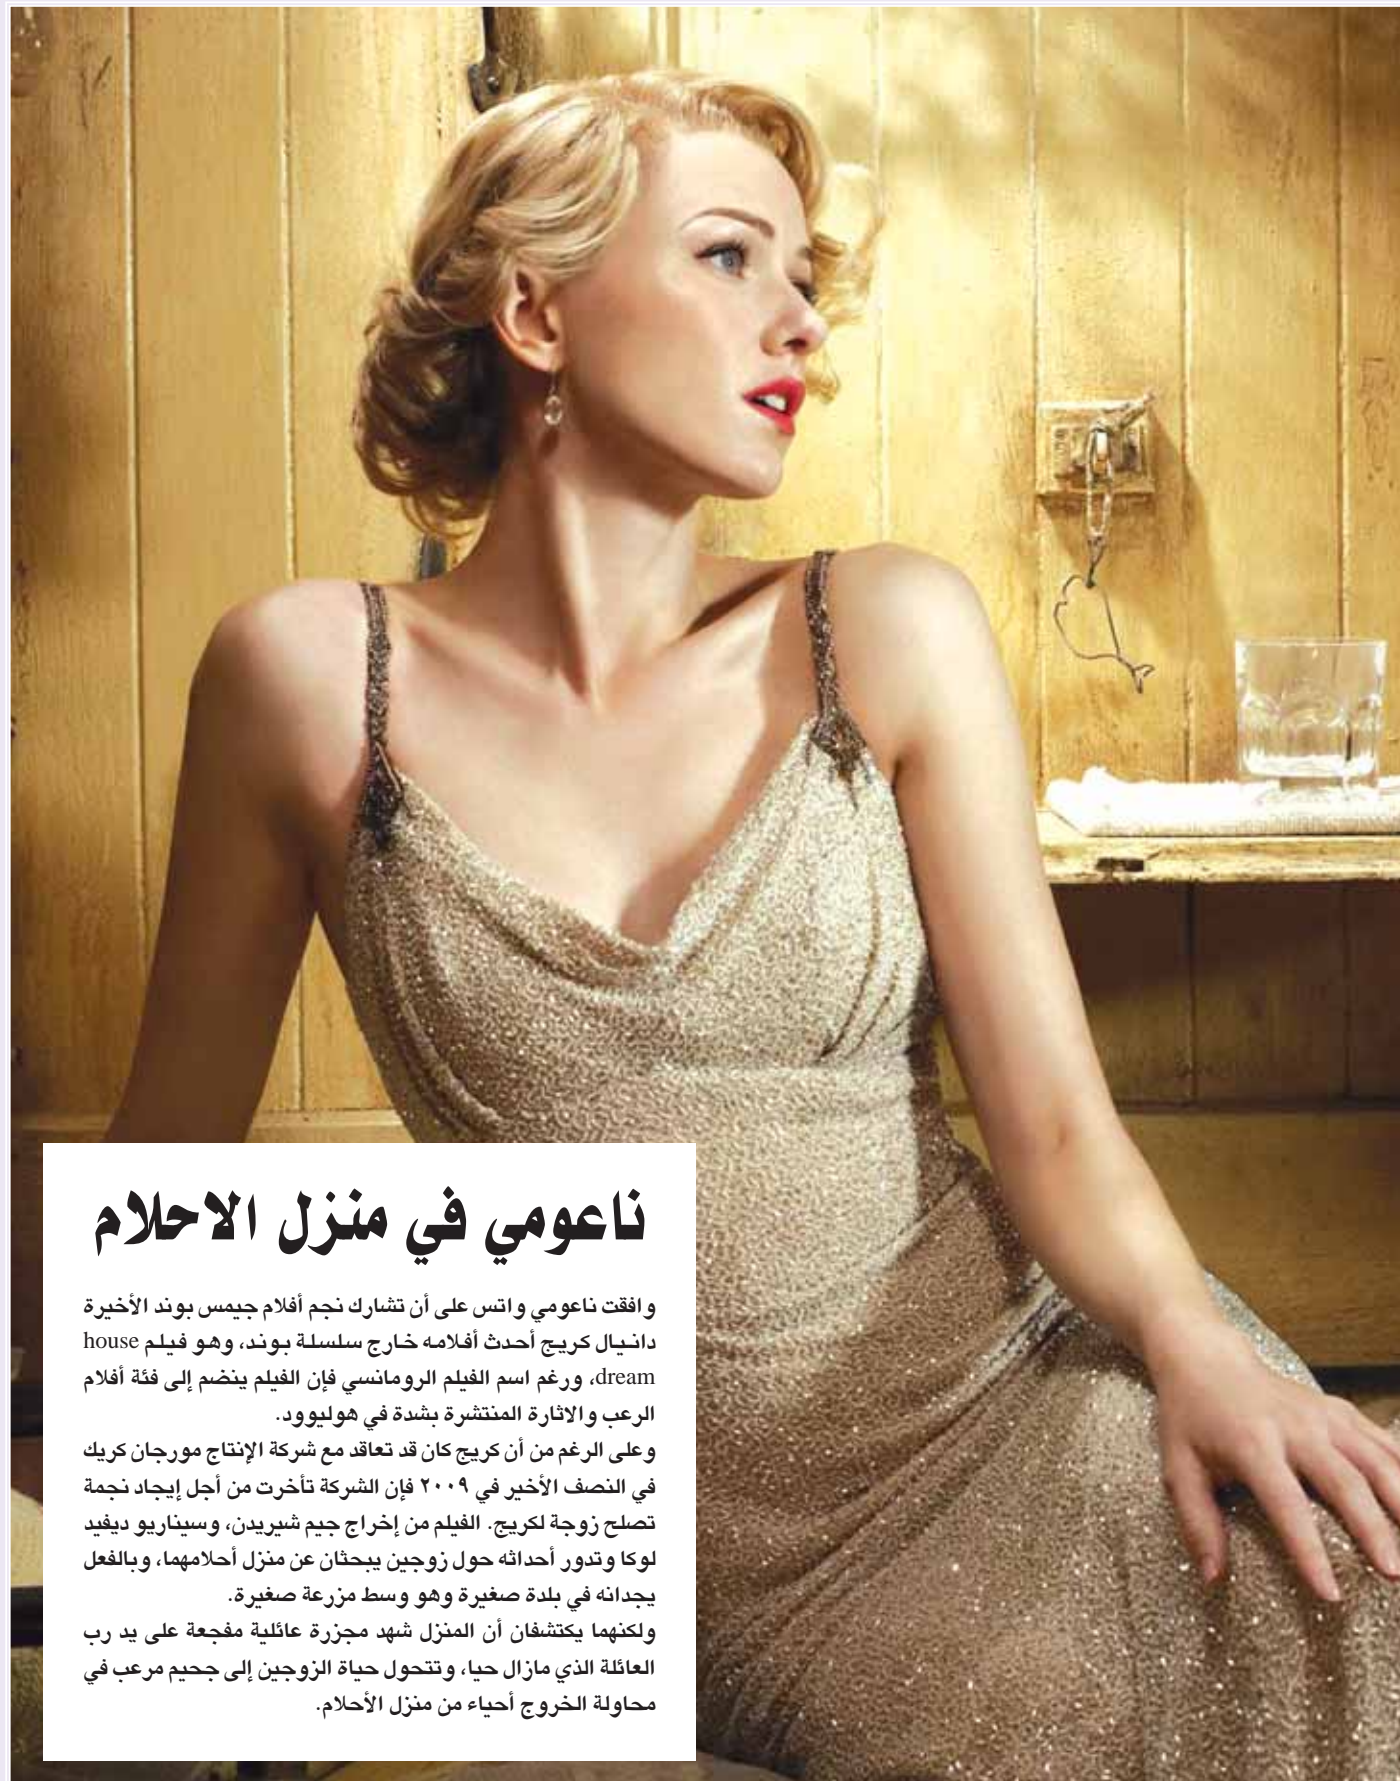 ناعومي في منزل الاحلام
وافقت ناعومي واتس على أن تشارك نجم أفلام جيمس بوند الأخيرة
دانيال كريج أحدث أفلامه خارج سلسلة بوند، وهو فيلم house
dream، ورغم اسم الفيلم الرومانسي فإن الفيلم ينضم إلى فئة أفلام
الرعب والاثارة المنتشرة بشدة في هوليوود.
وعلى الرغم من أن كريج كان قد تعاقد مع شركة الإنتاج مورجان كريك
في النصف الأخير في ٢٠٠٩ فإن الشركة تأخرت من أجل إيجاد نجمة
تصلح زوجة لكريج. الفيلم من إخراج جيم شيريدن، وسيناريو ديفيد
لوكا وتدور أحداثه حول زوجين يبحثان عن منزل أحلامهما، وبالفعل
يجدانه في بلدة صغيرة وهو وسط مزرعة صغيرة.
ولكنهما يكتشفان أن المنزل شهد مجزرة عائلية مفجعة على يد رب
العائلة الذي مازال حيا، وتتحول حياة الزوجين إلى جحيم مرعب في
محاولة الخروج أحياء من منزل الأحلام.